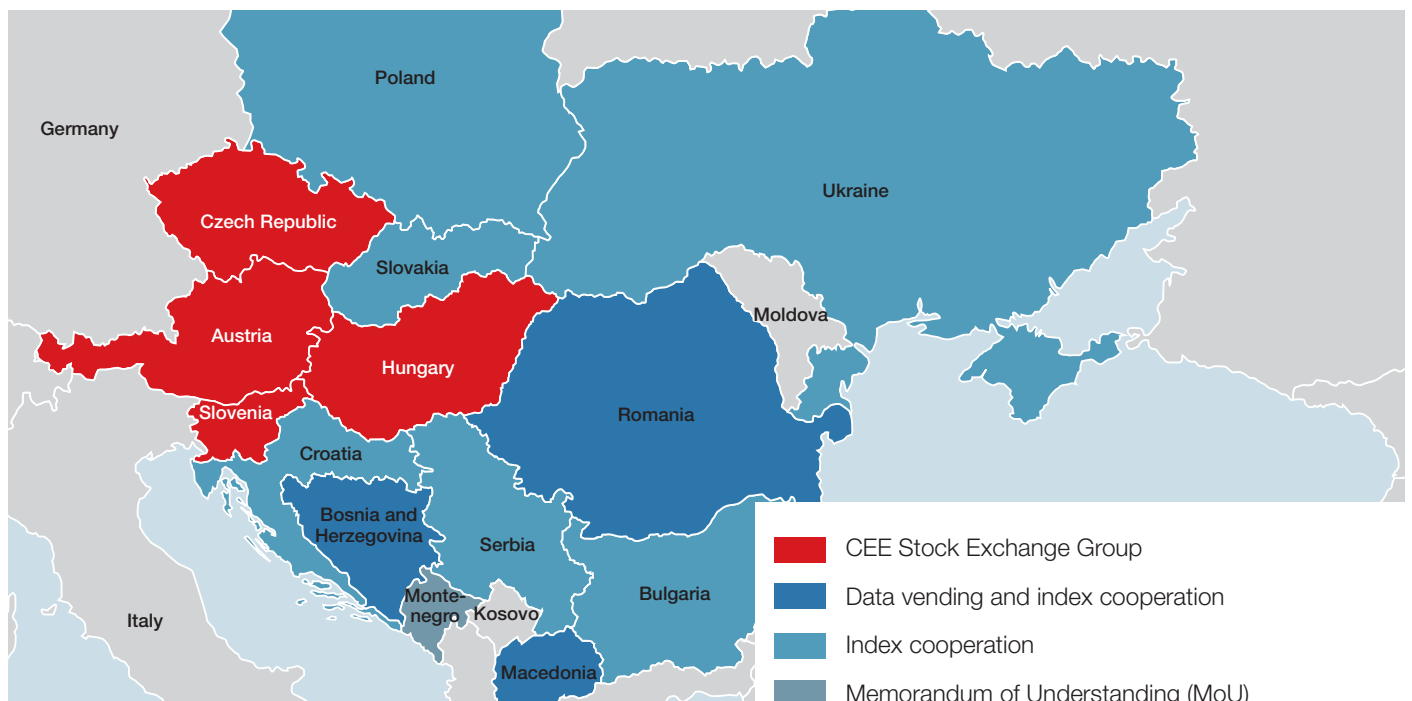 Poland
Germany
Ukraine
Czech Republic
Slovakia
Moldova
Austria
Hungary
Slovenia
Romania
Croatia
Bosnia and
Herzegovina
Serbia
Bulgaria
Monte-
negro
Kosovo
Italy
Macedonia
CEE Stock Exchange Group
Data vending and index cooperation
Index cooperation
Memorandum of Understanding (MoU)